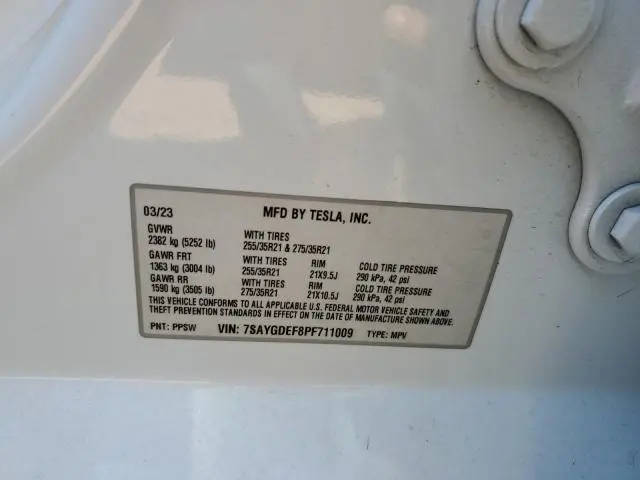 03/23 MFD BY TESLA, INC.
GVWR WITH TIRES
2382 kg (5252 lb) 255/35R21 & 275/35R21
GAWR FRT WITH TIRES RIM COLD TIRE PRESSURE
1363 kg (3004 lb) 255/35R21 21X9.5J 290 kPa, 42 psi
GAWR RR WITH TIRES RIM COLD TIRE PRESSURE
1590 kg (3505 lb) 275/35R21 21X10.5J 290 kPa, 42 psi
THIS VEHICLE CONFORMS TO ALL APPLICABLE U.S. FEDERAL MOTOR VEHICLE SAFETY AND
THEFT PREVENTION STANDARDS IN EFFECT ON THE DATE OF MANUFACTURE SHOWN ABOVE.
PNT: PPSW VIN: 7SAYGDEF8PF711009 TYPE: MPV